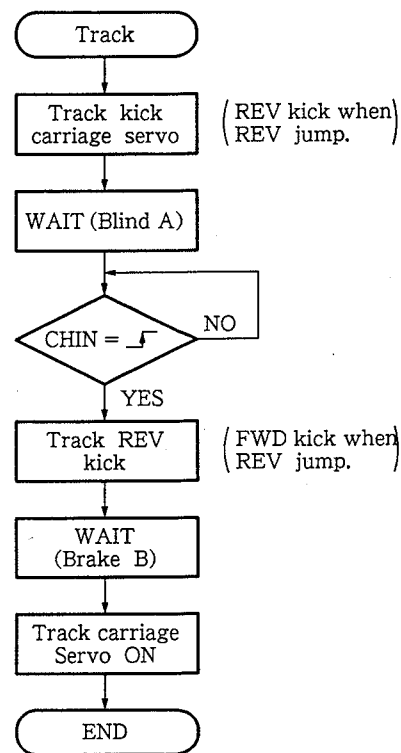 Track
Track kick
carriage servo
(REV kick when
REV jump.)
WAIT (Blind A)
CHIN =
NO
YES
Track REV
kick
(FWD kick when
REV jump.)
WAIT
(Brake B)
Track carriage
Servo ON
END